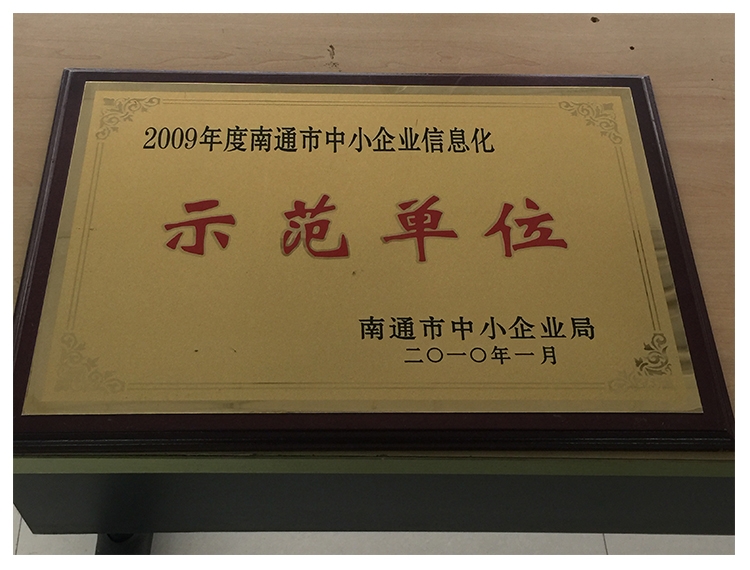 2009年度南通市中小企业信息化
示范单位
南通市中小企业局
二〇一〇年一月